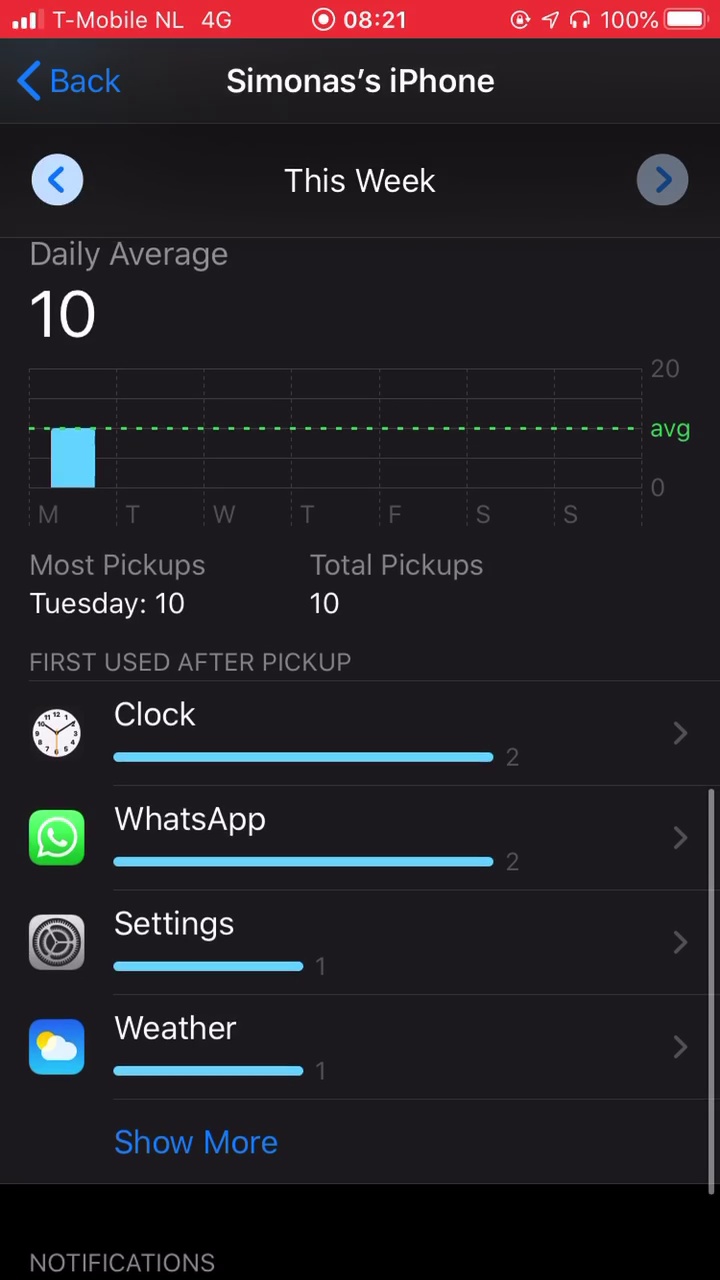 T-Mobile NL 4G 08:21 100%
Back Simonas's iPhone
This Week
Daily Average
10
20
avg
0
M T W T F S S
Most Pickups Total Pickups
Tuesday: 10 10
FIRST USED AFTER PICKUP
Clock
2
WhatsApp
2
Settings
1
Weather
1
Show More
NOTIFICATIONS